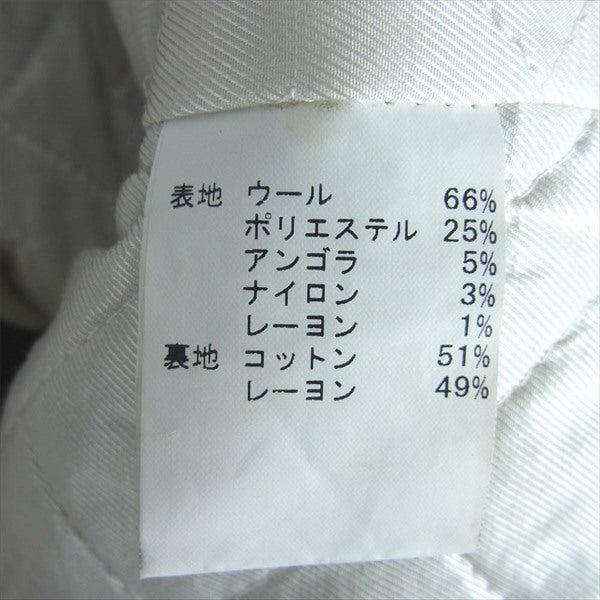 表地 ウール 66%
ポリエステル 25%
アンゴラ 5%
ナイロン 3%
レーヨン 1%
裏地 コットン 51%
レーヨン 49%